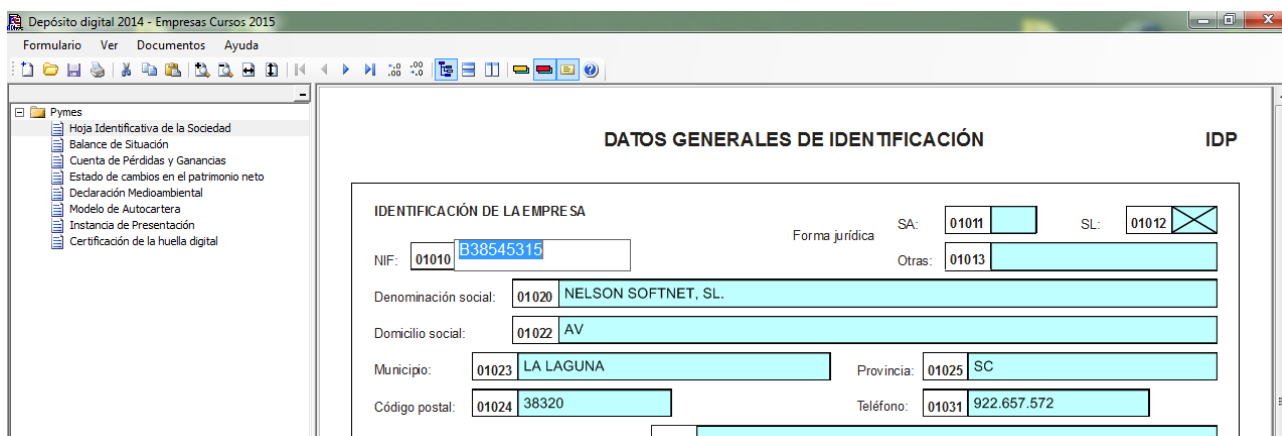 Depósito digital 2014 - Empresas Cursos 2015
Formulario Ver Documentos Ayuda
Pymes
Hoja Identificativa de la Sociedad
Balance de Situación
Cuenta de Pérdidas y Ganancias
Estado de cambios en el patrimonio neto
Declaración Medioambiental
Modelo de Autocartera
Instancia de Presentación
Certificación de la huella digital
DATOS GENERALES DE IDENTIFICACIÓN IDP
IDENTIFICACIÓN DE LA EMPRESA
Forma jurídica SA: 01011 SL: 01012
NIF: 01010 B38545315 Otras: 01013
Denominación social: 01020 NELSON SOFTNET, SL.
Domicilio social: 01022 AV
Municipio: 01023 LA LAGUNA Provincia: 01025 SC
Código postal: 01024 38320 Teléfono: 01031 922.657.572